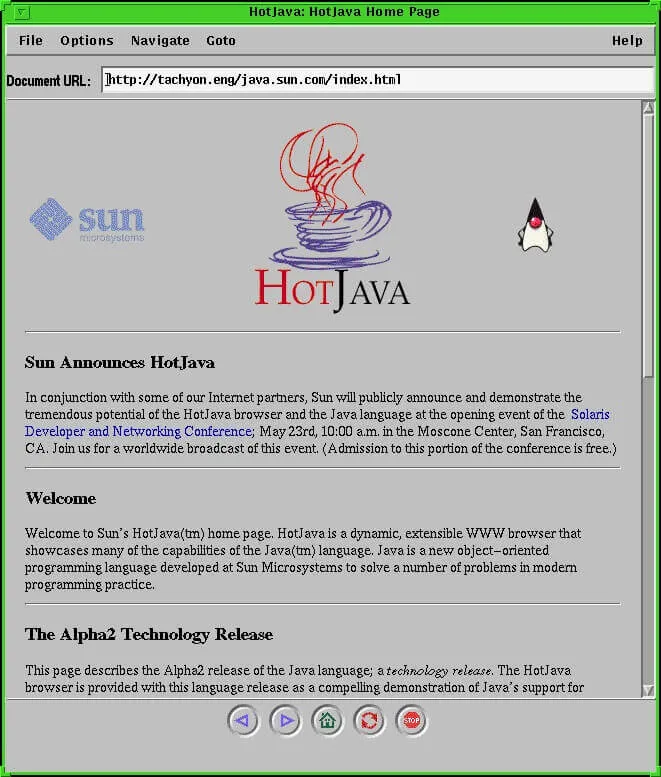 HotJava: HotJava Home Page
File Options Navigate Goto Help
Document URL: http://tachyon.eng/java.sun.com/index.html
sun
microsystems
HOTJAVA
Sun Announces HotJava
In conjunction with some of our Internet partners, Sun will publicly announce and demonstrate the
tremendous potential of the HotJava browser and the Java language at the opening event of the Solaris
Developer and Networking Conference; May 23rd, 10:00 a.m. in the Moscone Center, San Francisco,
CA. Join us for a worldwide broadcast of this event. (Admission to this portion of the conference is free.)
Welcome
Welcome to Sun's HotJava(tm) home page. HotJava is a dynamic, extensible WWW browser that
showcases many of the capabilities of the Java(tm) language. Java is a new object-oriented
programming language developed at Sun Microsystems to solve a number of problems in modern
programming practice.
The Alpha2 Technology Release
This page describes the Alpha2 release of the Java language; a technology release. The HotJava
browser is provided with this language release as a compelling demonstration of Java's support for
STOP